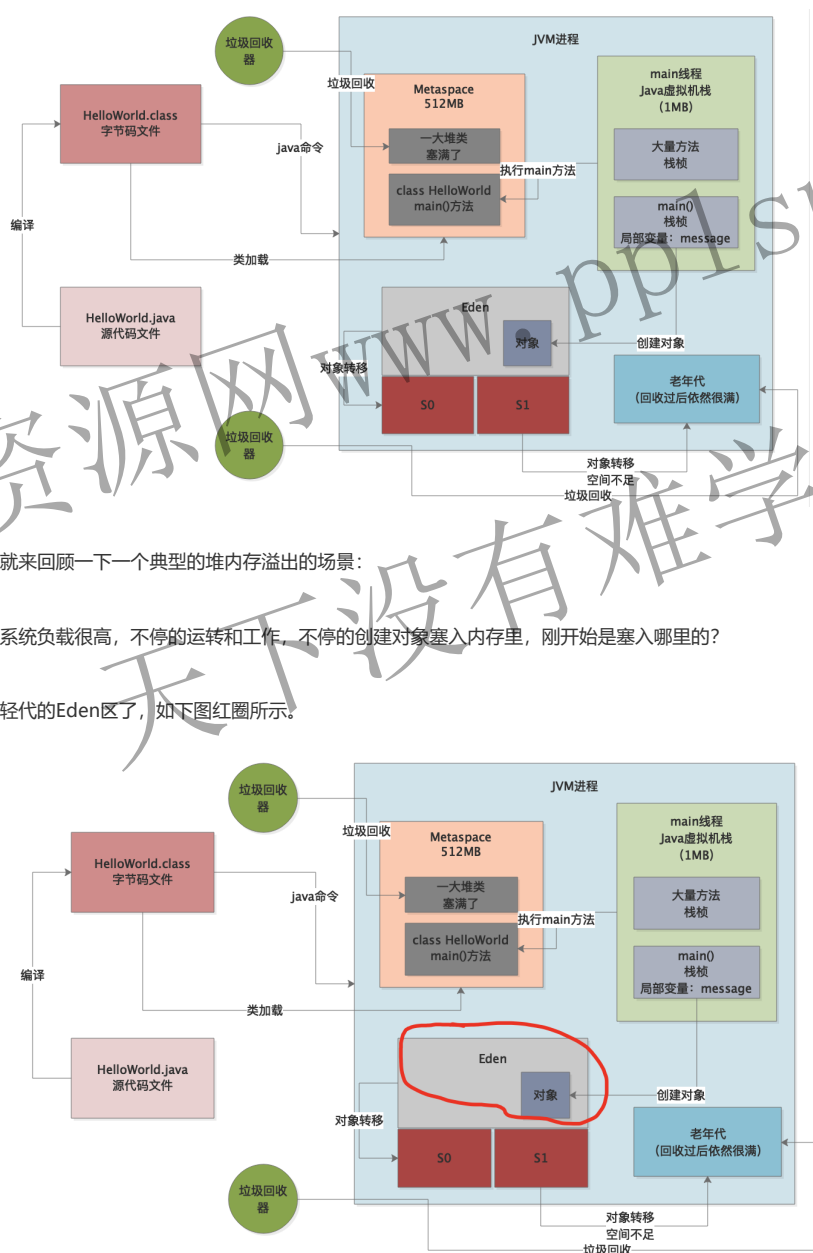 垃圾回收
器
JVM进程
垃圾回收
Metaspace
512MB
main线程
Java虚拟机栈
（1MB）
HelloWorld.class
字节码文件
java命令
一大堆类
塞满了
大量方法
栈桢
执行main方法
class HelloWorld
main()方法
main()
栈桢
局部变量：message
编译
类加载
HelloWorld.java
源代码文件
Eden
对象
创建对象
对象转移
S0
S1
老年代
（回收过后依然很满）
垃圾回收
器
对象转移
空间不足
垃圾回收
资源网www.pp1s
天下没有难学
就来回顾一下一个典型的堆内存溢出的场景：
系统负载很高，不停的运转和工作，不停的创建对象塞入内存里，刚开始是塞入哪里的？
轻代的Eden区了，如下图红圈所示。
垃圾回收
器
JVM进程
垃圾回收
Metaspace
512MB
main线程
Java虚拟机栈
（1MB）
HelloWorld.class
字节码文件
java命令
一大堆类
塞满了
大量方法
栈桢
执行main方法
class HelloWorld
main()方法
main()
栈桢
局部变量：message
编译
类加载
HelloWorld.java
源代码文件
Eden
对象
创建对象
对象转移
S0
S1
老年代
（回收过后依然很满）
垃圾回收
器
对象转移
空间不足
垃圾回收